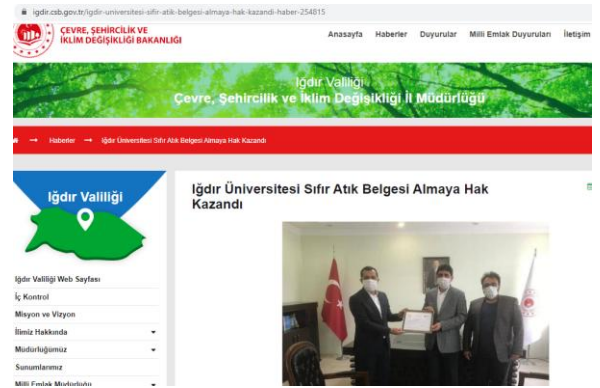 igdir.csb.gov.tr/igdir-universitesi-sifir-atik-belgesi-almaya-hak-kazandi-haber-254815
ÇEVRE, ŞEHİRCİLİK VE
İKLİM DEĞİŞİKLİĞİ BAKANLIĞI
Anasayfa Haberler Duyurular Milli Emlak Duyuruları İletişim
Iğdır Valiliği
Çevre, Şehircilik ve İklim Değişikliği İl Müdürlüğü
→ Haberler → Iğdır Üniversitesi Sıfır Atık Belgesi Almaya Hak Kazandı
Iğdır Valiliği
Iğdır Valiliği Web Sayfası
İç Kontrol
Misyon ve Vizyon
İlimiz Hakkında
Müdürlüğümüz
Sunumlarımız
Milli Emlak Müdürlüğü
Iğdır Üniversitesi Sıfır Atık Belgesi Almaya Hak
Kazandı